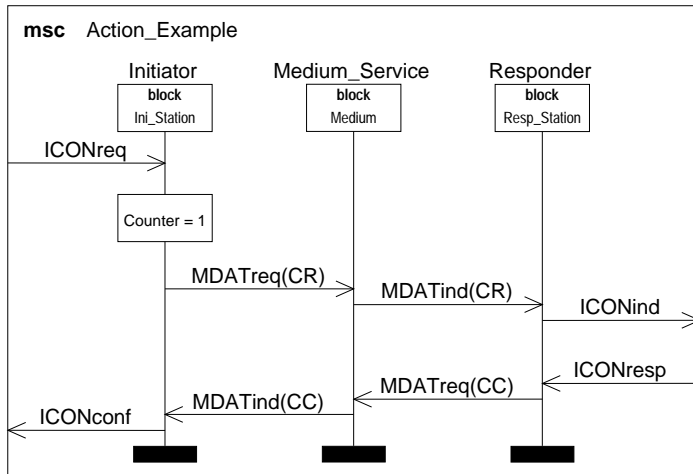 msc Action_Example
Initiator Medium_Service Responder
block block block
Ini_Station Medium Resp_Station
ICONreq
Counter = 1
MDATreq(CR)
MDATind(CR)
ICONind
ICONresp
MDATreq(CC)
MDATind(CC)
ICONconf